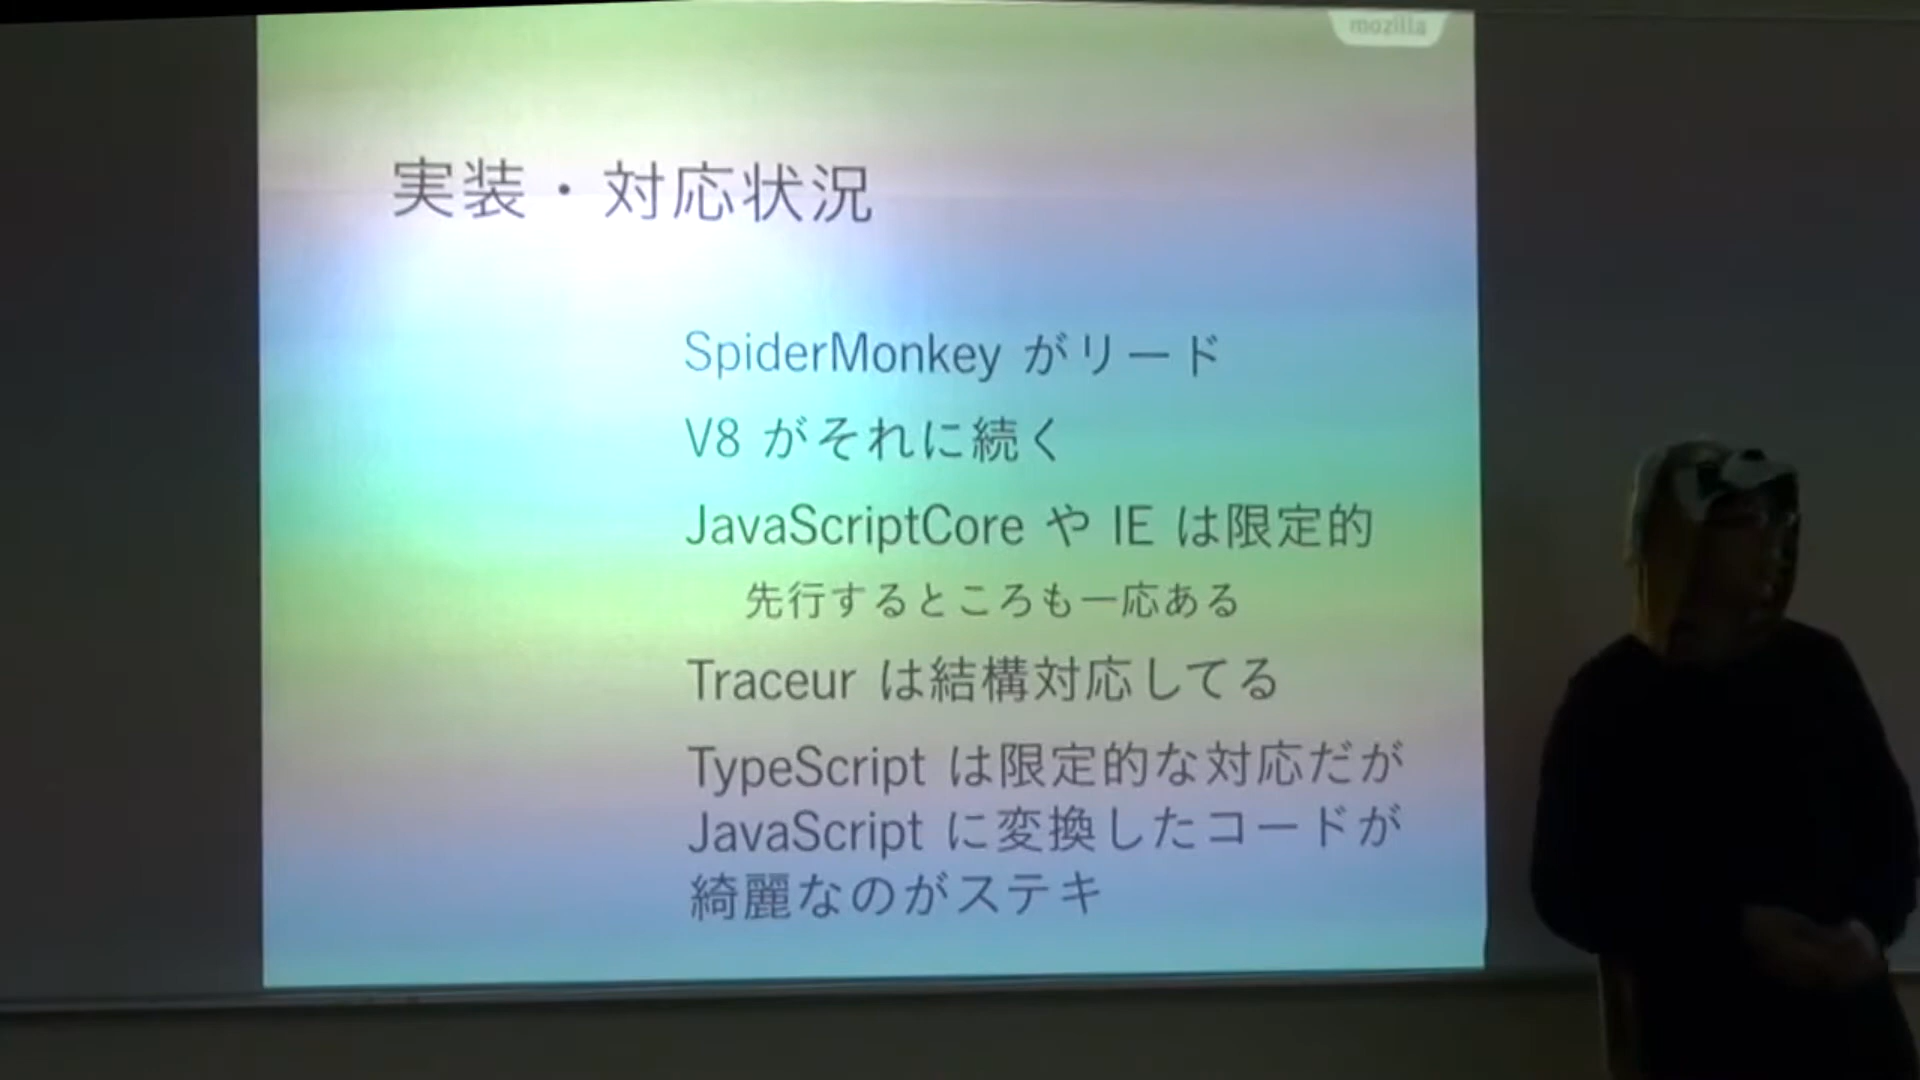 mozilla
実装・対応状況
SpiderMonkey がリード
V8 がそれに続く
JavaScriptCore や IE は限定的
先行するところも一応ある
Traceur は結構対応してる
TypeScript は限定的な対応だが
JavaScript に変換したコードが
綺麗なのがステキ